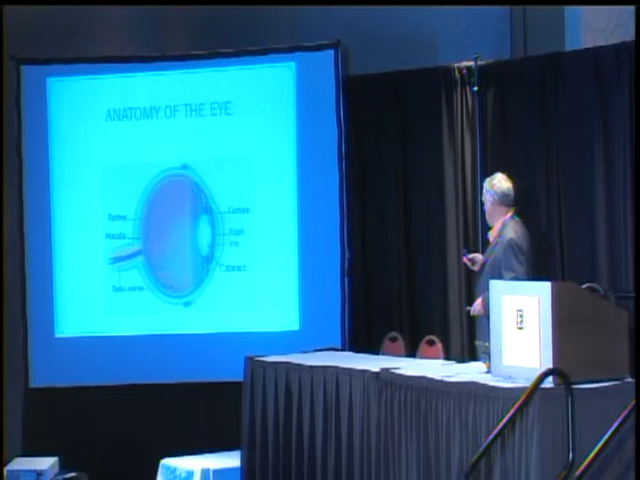 ANATOMY OF THE EYE
Retina
Macula
Optic nerve
Cornea
Pupil
Iris
Cataract